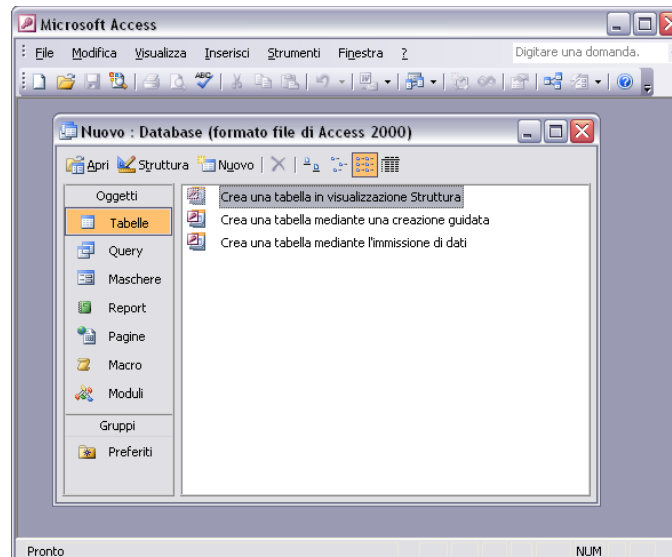 Microsoft Access
File Modifica Visualizza Inserisci Strumenti Finestra ? Digitare una domanda.
Nuovo : Database (formato file di Access 2000)
Apri Struttura Nuovo
Oggetti
Tabelle
Query
Maschere
Report
Pagine
Macro
Moduli
Gruppi
Preferiti
Crea una tabella in visualizzazione Struttura
Crea una tabella mediante una creazione guidata
Crea una tabella mediante l'immissione di dati
Pronto NUM